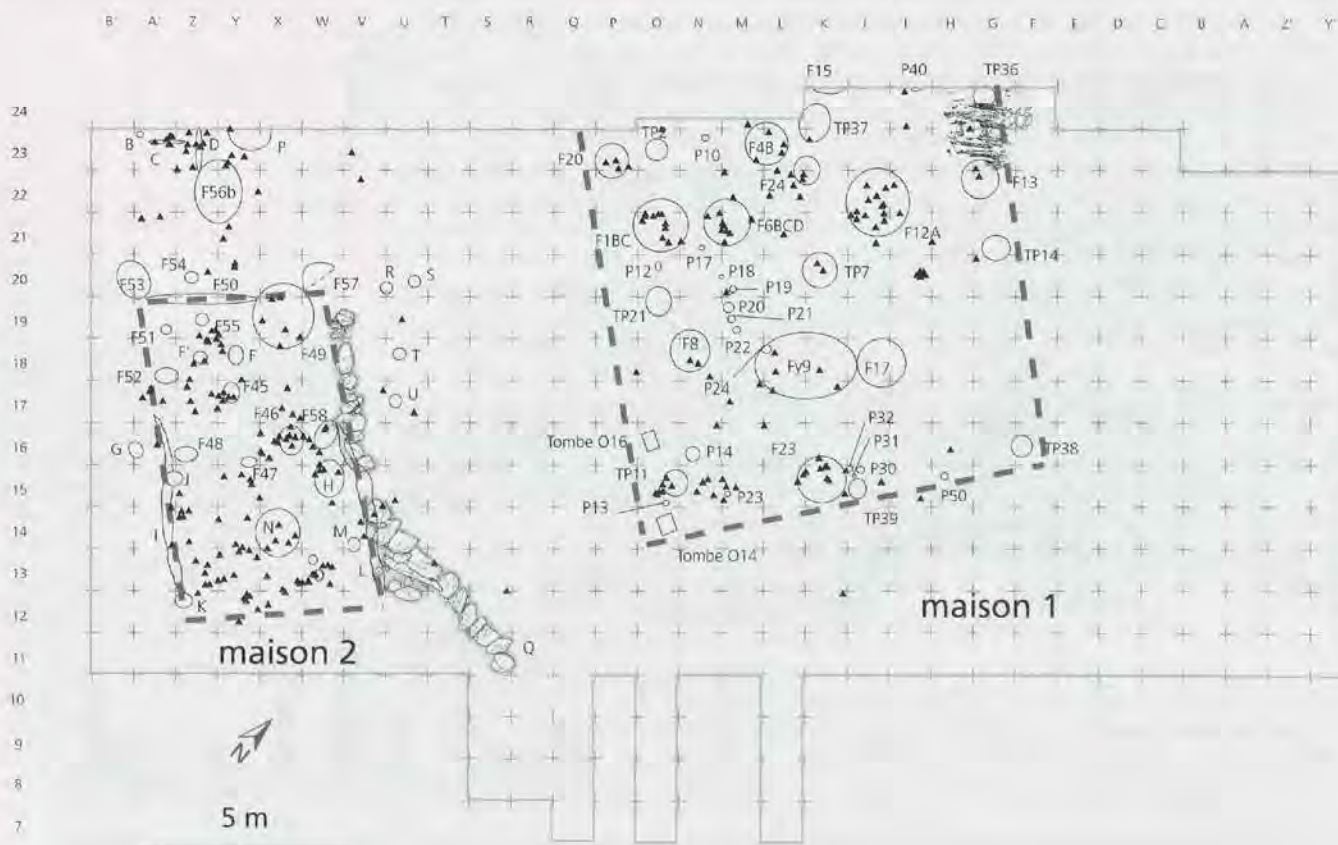 B' A' Z Y X W V U T S R Q P O N M L K J I H G F E D C B A Z' Y'
F15 P40 TP36
24
B D P TP5 P10 F4B TP37
23
C F20
F56b F24 F13
22
F1BC F6BCD F12A
21
F54 P12 P17 TP7 TP14
F53 F50 F57 R S P18
20
P19
TP21 P20
F51 F55 P21
19
F' F F49 T F8 P22 Fv9 F17
18
F52 F45 U P24
17
F46 F58 P32
Tombe O16 F23 P31
16
G F48 P14 TP38
F47 TP11 P30
J H
15
P23 P50
P13 TP39
I N M Tombe O14
14
13
L
K maison 1
12
maison 2 Q
11
10
N
9
8
5 m
7